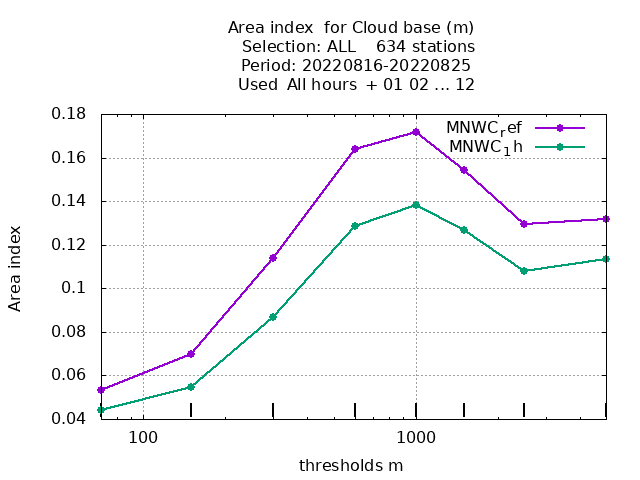 Area index  for Cloud base (m)
Selection: ALL    634 stations
Period: 20220816-20220825
Used  All hours  + 01 02 ... 12
0.18
0.16
0.14
0.12
0.1
0.08
0.06
0.04
Area index
MNWC_ref
MNWC_1h
100
1000
thresholds m